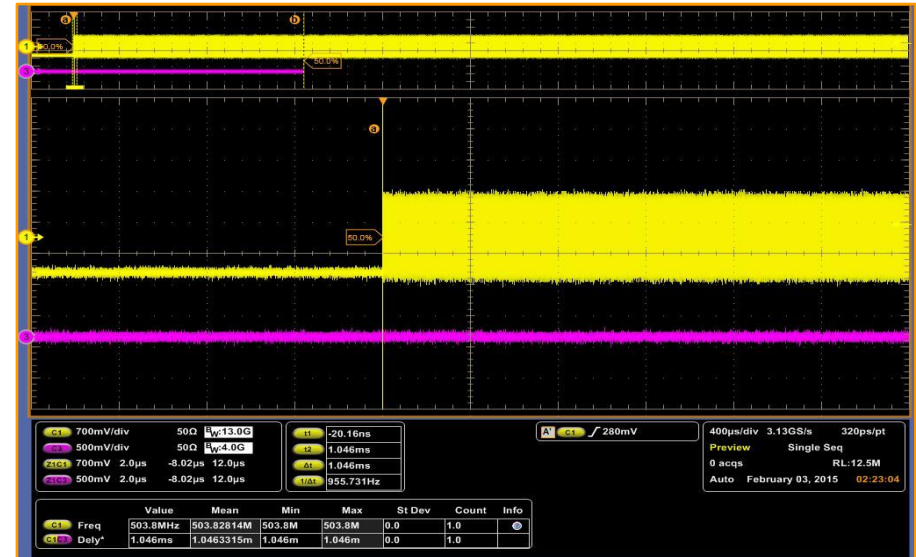 a b
1 50.0%
50.0%
3
a
1 50.0%
3
C1 700mV/div 50Ω BW:13.0G
C3 500mV/div 50Ω BW:4.0G
Z1C1 700mV 2.0µs -8.02µs 12.0µs
Z1C3 500mV 2.0µs -8.02µs 12.0µs
t1 -20.16ns
t2 1.046ms
Δt 1.046ms
1/Δt 955.731Hz
A' C1 280mV
400µs/div 3.13GS/s 320ps/pt
Preview Single Seq
0 acqs RL:12.5M
Auto February 03, 2015 02:23:04
Value Mean Min Max St Dev Count Info
C1 Freq 503.8MHz 503.82814M 503.8M 503.8M 0.0 1.0
C1C3 Dely* 1.046ms 1.0463315m 1.046m 1.046m 0.0 1.0